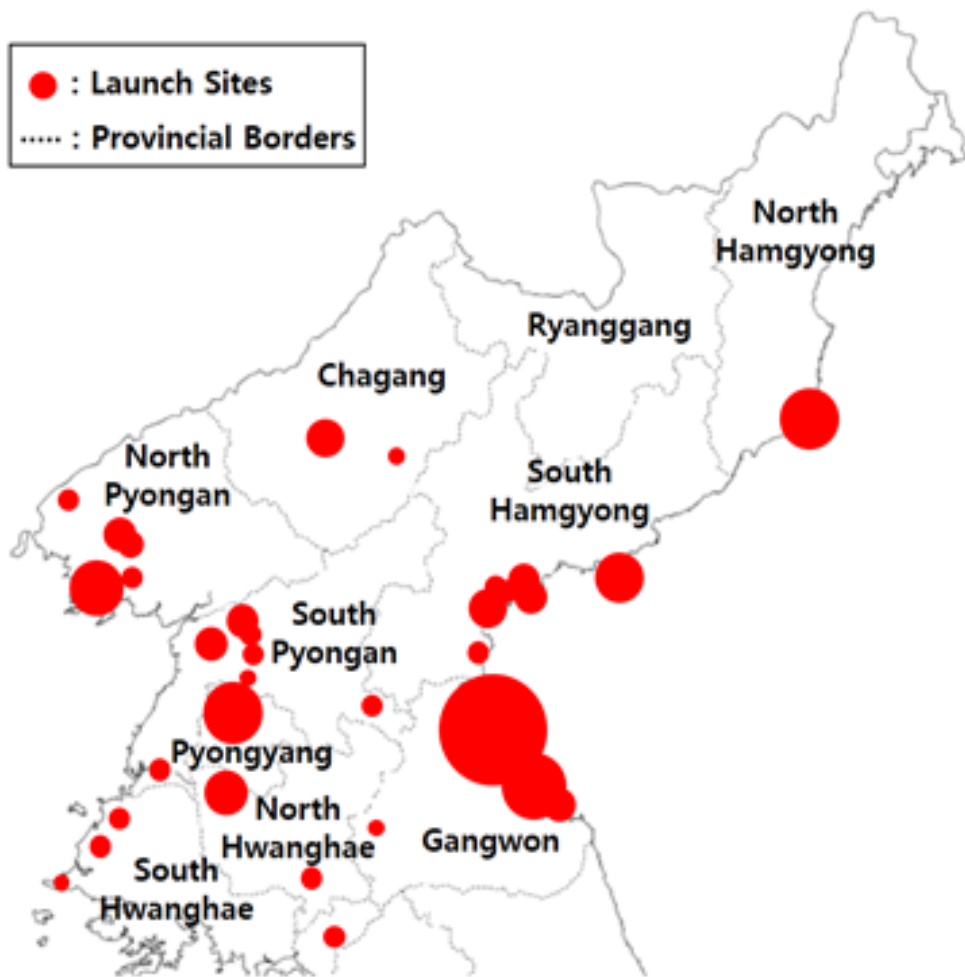 : Launch Sites
: Provincial Borders
North
Hamgyong
Ryanggang
Chagang
North
Pyongan
South
Hamgyong
South
Pyongan
Pyongyang
North
Hwanghae
Gangwon
South
Hwanghae